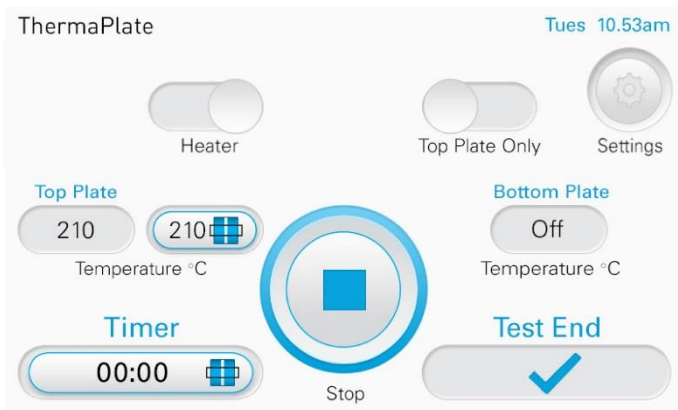 ThermaPlate
Tues 10.53am
Heater
Top Plate Only
Settings
Top Plate
210
210
Temperature °C
Bottom Plate
Off
Temperature °C
Timer
00:00
Stop
Test End